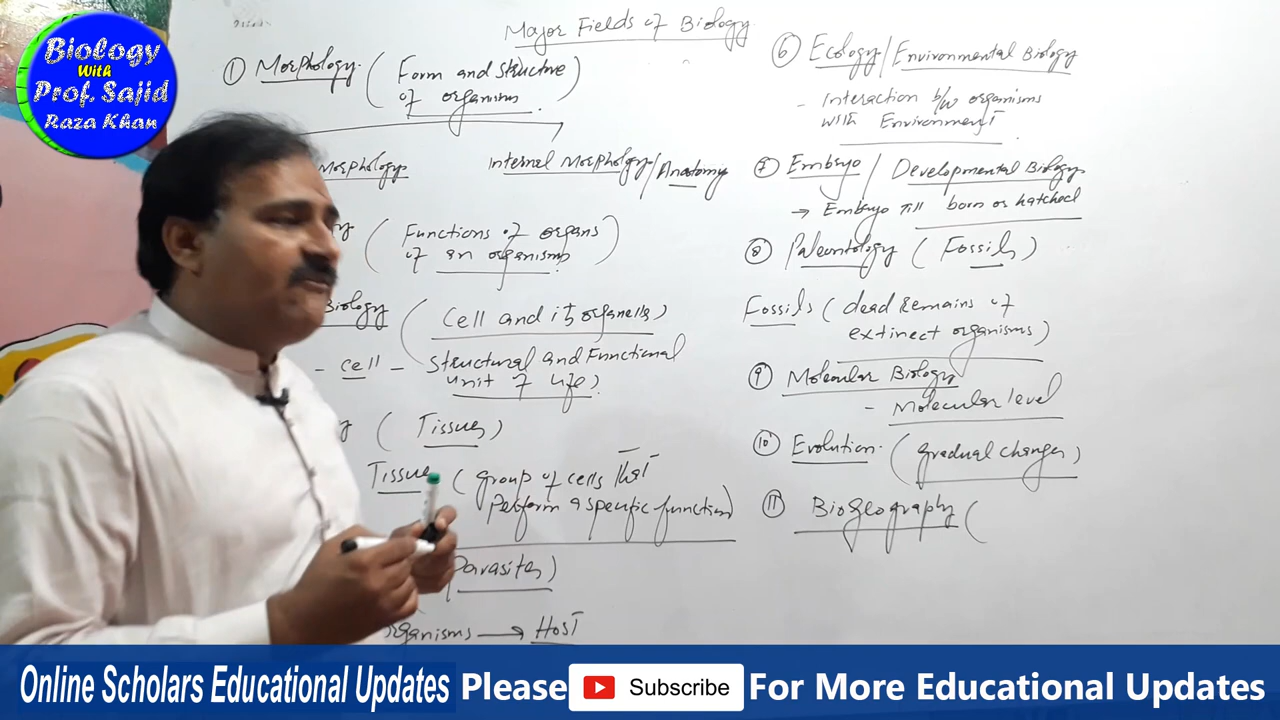 Biology
With
Prof. Sajid
Raza Khan
Major Fields of Biology
① Morphology (Form and structure
of organisms)
Morphology
Internal Morphology/Anatomy
(Functions of organs
of an organisms)
Biology (Cell and its organells)
- cell - Structural and Functional
unit of life.
(Tissues)
Tissue (group of cells that
Perform a specific function)
Parasites)
organisms → Host
⑥ Ecology/Environmental Biology
- Interaction b/w organisms
with Environment
⑦ Embryo / Developmental Biology
→ Embryo till born or hatched
⑧ Paleontology (Fossils)
Fossils (dead remains of
extinect organisms)
⑨ Molecular Biology
- Molecular level
⑩ Evolution. (gradual changes)
⑪ Biogeography (
Online Scholars Educational Updates Please Subscribe For More Educational Updates